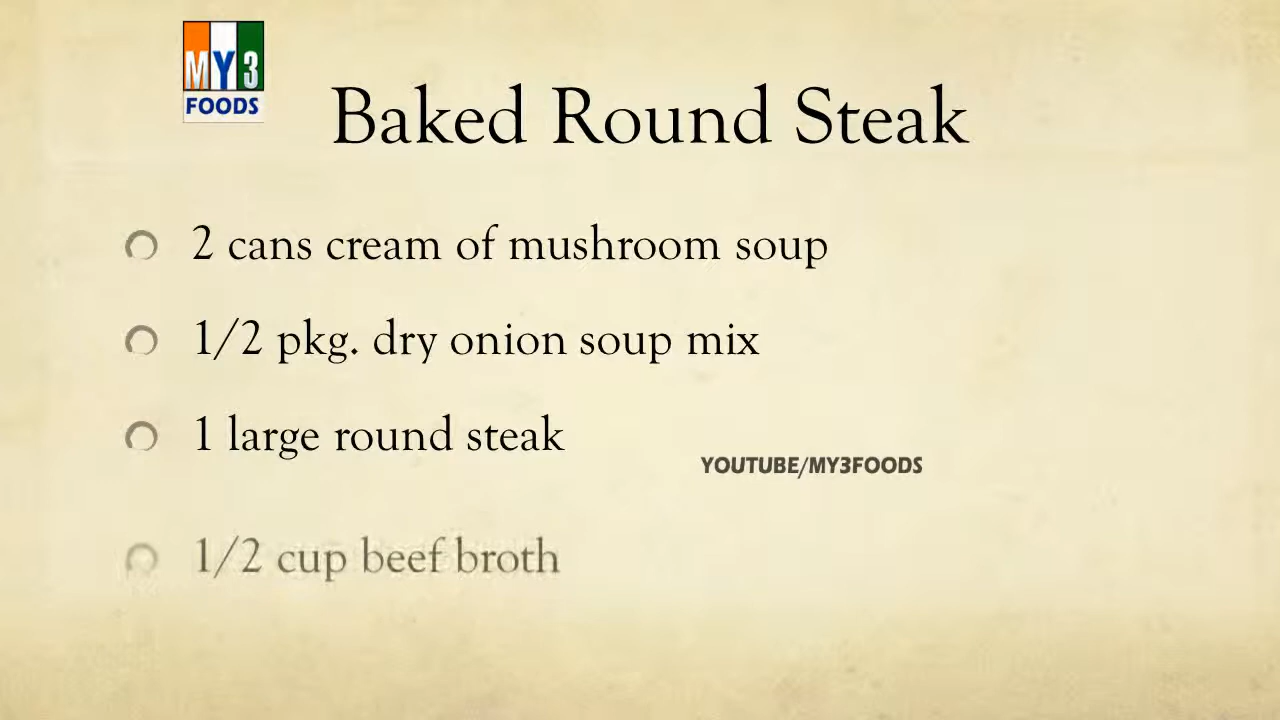 MY3
FOODS
Baked Round Steak
2 cans cream of mushroom soup
1/2 pkg. dry onion soup mix
1 large round steak
YOUTUBE/MY3FOODS
1/2 cup beef broth